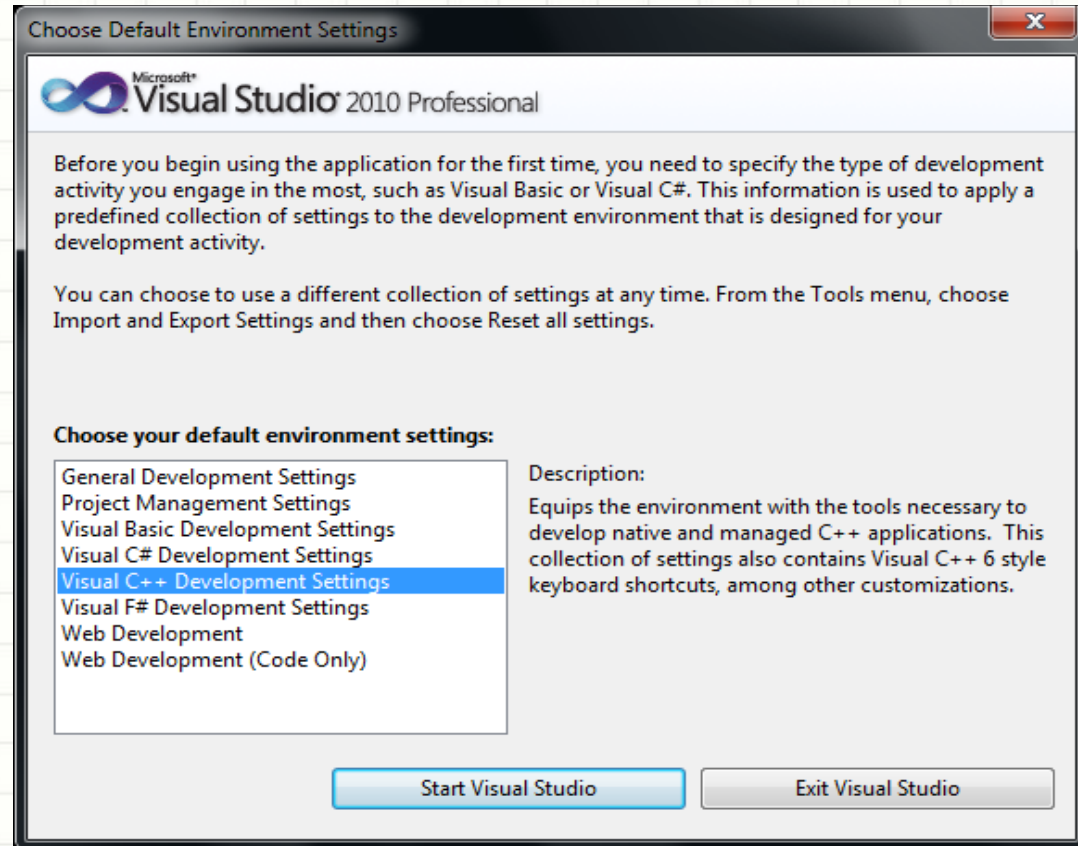 Choose Default Environment Settings
Microsoft®
Visual Studio 2010 Professional
Before you begin using the application for the first time, you need to specify the type of development
activity you engage in the most, such as Visual Basic or Visual C#. This information is used to apply a
predefined collection of settings to the development environment that is designed for your
development activity.
You can choose to use a different collection of settings at any time. From the Tools menu, choose
Import and Export Settings and then choose Reset all settings.
Choose your default environment settings:
General Development Settings
Project Management Settings
Visual Basic Development Settings
Visual C# Development Settings
Visual C++ Development Settings
Visual F# Development Settings
Web Development
Web Development (Code Only)
Description:
Equips the environment with the tools necessary to
develop native and managed C++ applications.  This
collection of settings also contains Visual C++ 6 style
keyboard shortcuts, among other customizations.
Start Visual Studio
Exit Visual Studio